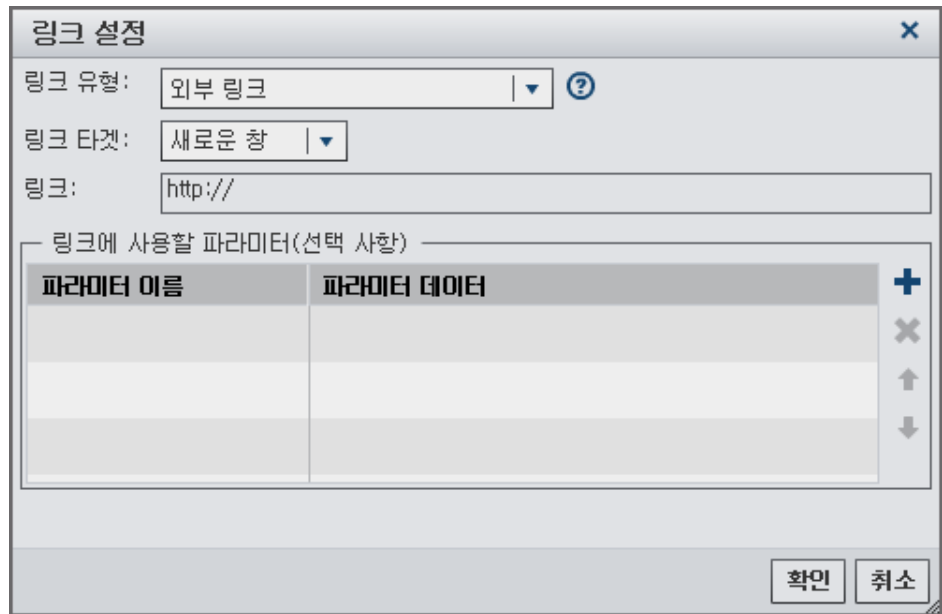 링크 설정
링크 유형: 외부 링크
링크 타겟: 새로운 창
링크: http://
링크에 사용할 파라미터(선택 사항)
파라미터 이름 파라미터 데이터
확인 취소